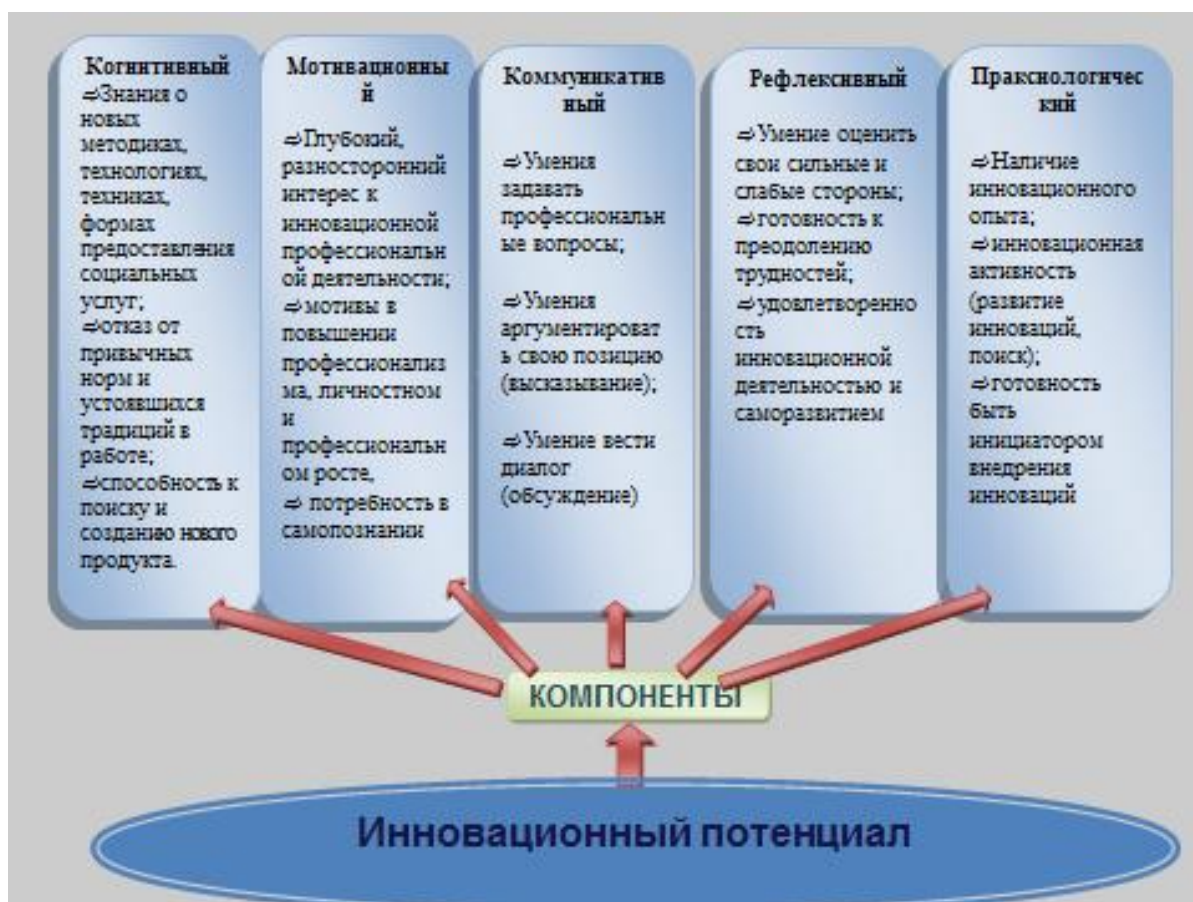 Когнитивный
⇨Знания о
новых
методиках,
технологиях,
техниках,
формах
предоставления
социальных
услуг;
⇨отказ от
привычных
норм и
устоявшихся
традиций в
работе;
⇨способность к
поиску и
созданию нового
продукта.
Мотивационны
й
⇨Глубокий,
разносторонний
интерес к
инновационной
профессиональн
ой деятельности;
⇨мотивы в
повышении
профессионализ
ма, личностном
и
профессиональн
ом росте,
⇨ потребность в
самопознании
Коммуникатив
ный
⇨Умения
задавать
профессиональн
ые вопросы;
⇨Умения
аргументироват
ь свою позицию
(высказывание);
⇨Умение вести
диалог
(обсуждение)
Рефлексивный
⇨Умение оценить
свои сильные и
слабые стороны;
⇨готовность к
преодолению
трудностей;
⇨удовлетворенно
сть
инновационной
деятельностью и
саморазвитием
Праксиологичес
кий
⇨Наличие
инновационного
опыта;
⇨инновационная
активность
(развитие
инноваций,
поиск);
⇨готовность
быть
инициатором
внедрения
инноваций
КОМПОНЕНТЫ
Инновационный потенциал